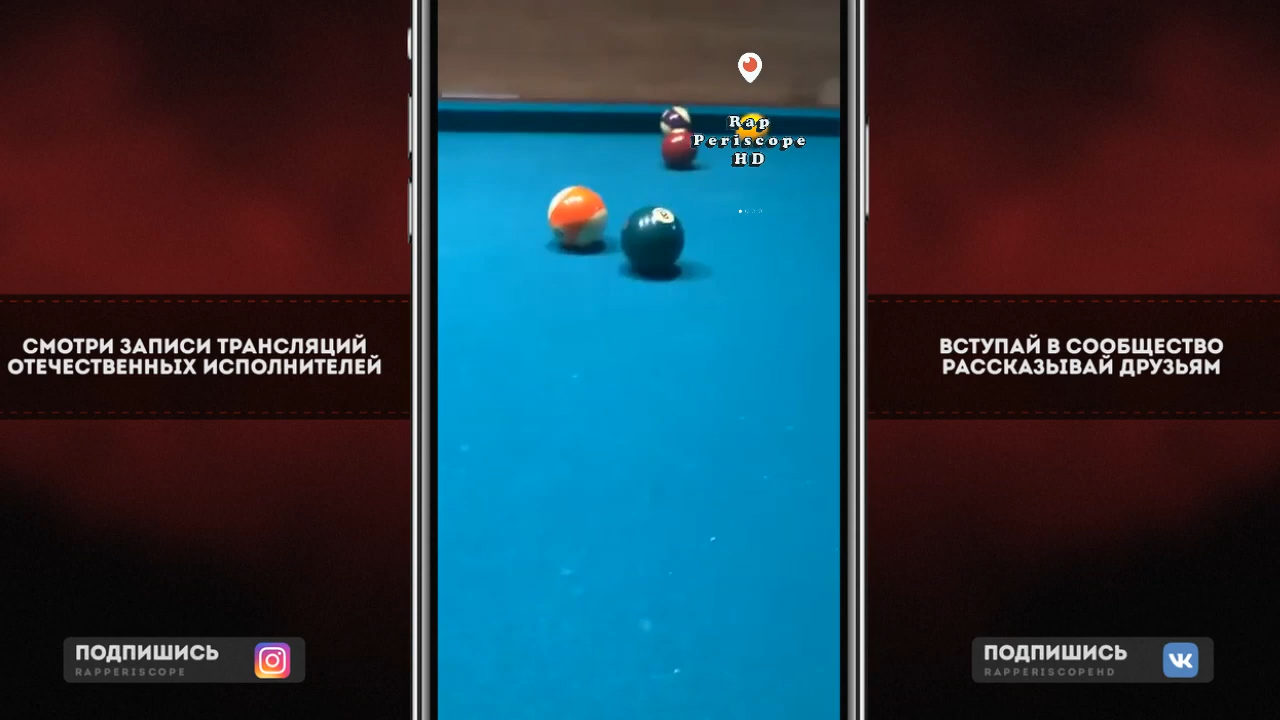 Rap
Periscope
HD
СМОТРИ ЗАПИСИ ТРАНСЛЯЦИЙ
ОТЕЧЕСТВЕННЫХ ИСПОЛНИТЕЛЕЙ
ВСТУПАЙ В СООБЩЕСТВО
РАССКАЗЫВАЙ ДРУЗЬЯМ
ПОДПИШИСЬ
RAPPERISCOPE
ПОДПИШИСЬ
RAPPERISCOPEHD